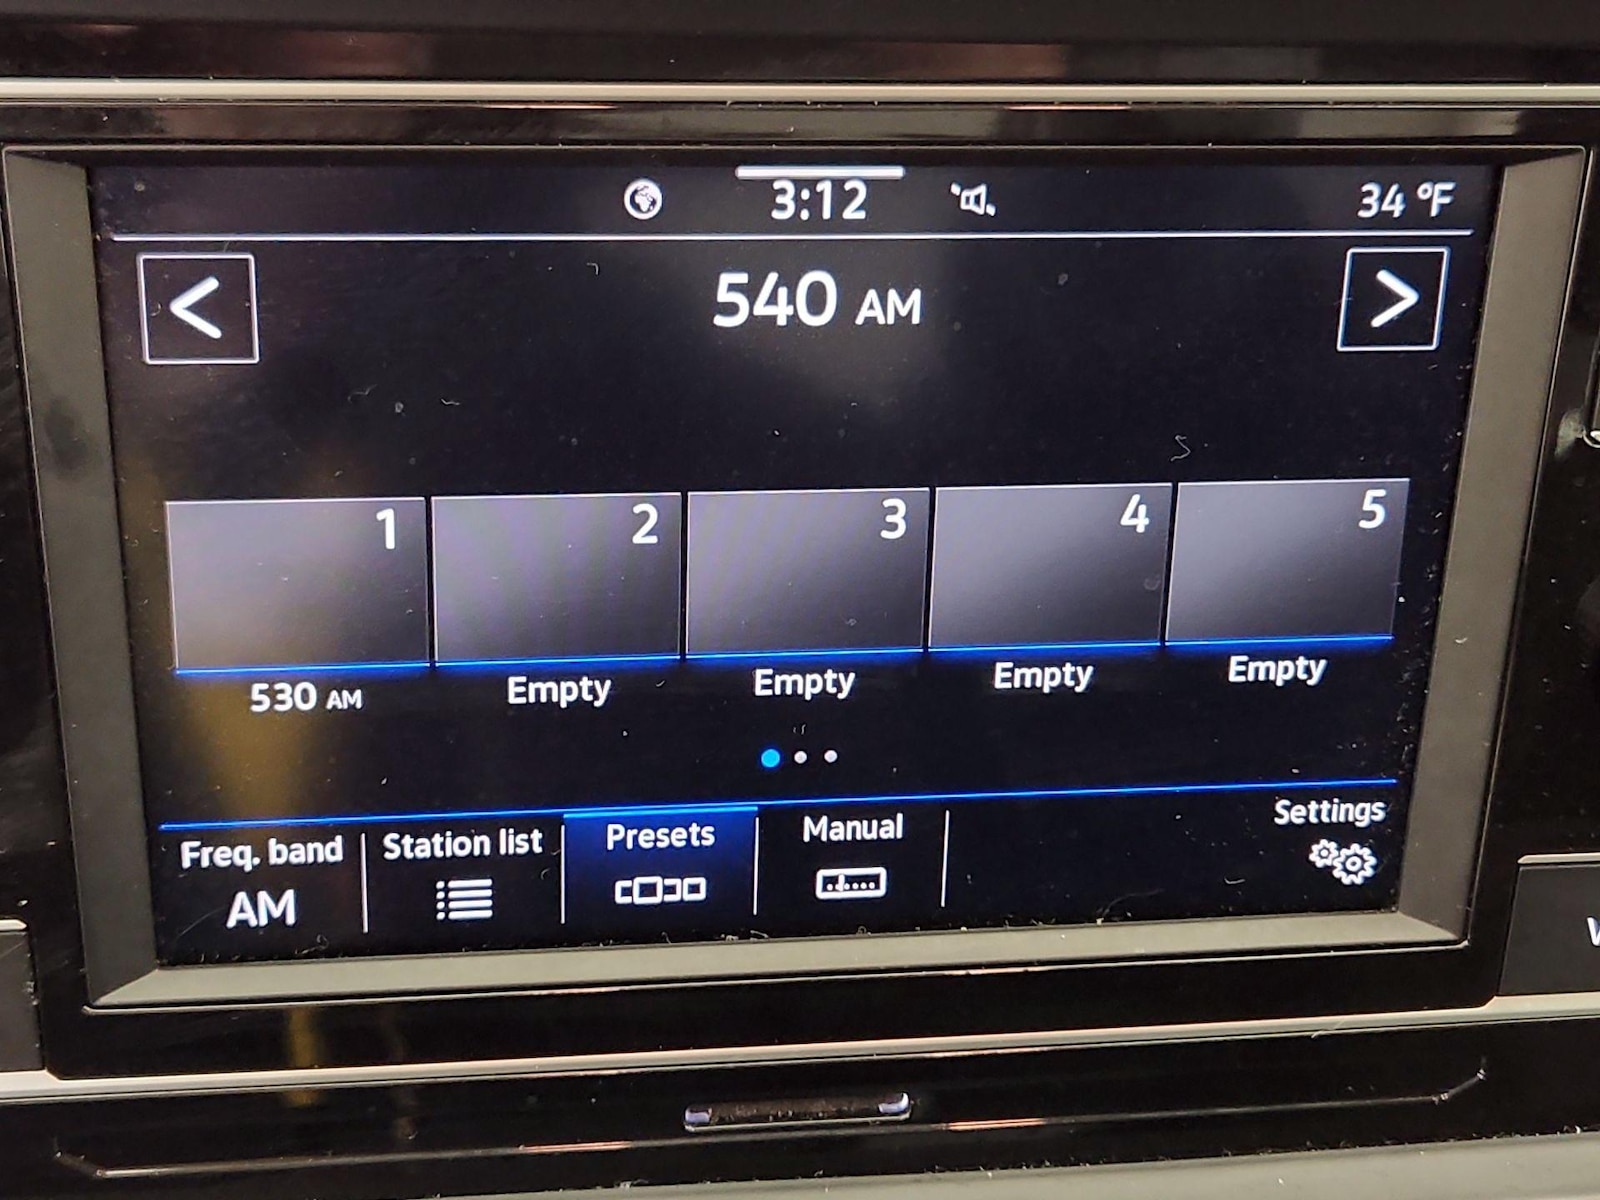 3:12
34 °F
<
540 AM
>
1
2
3
4
5
530 AM
Empty
Empty
Empty
Empty
Freq. band
AM
Station list
Presets
Manual
Settings